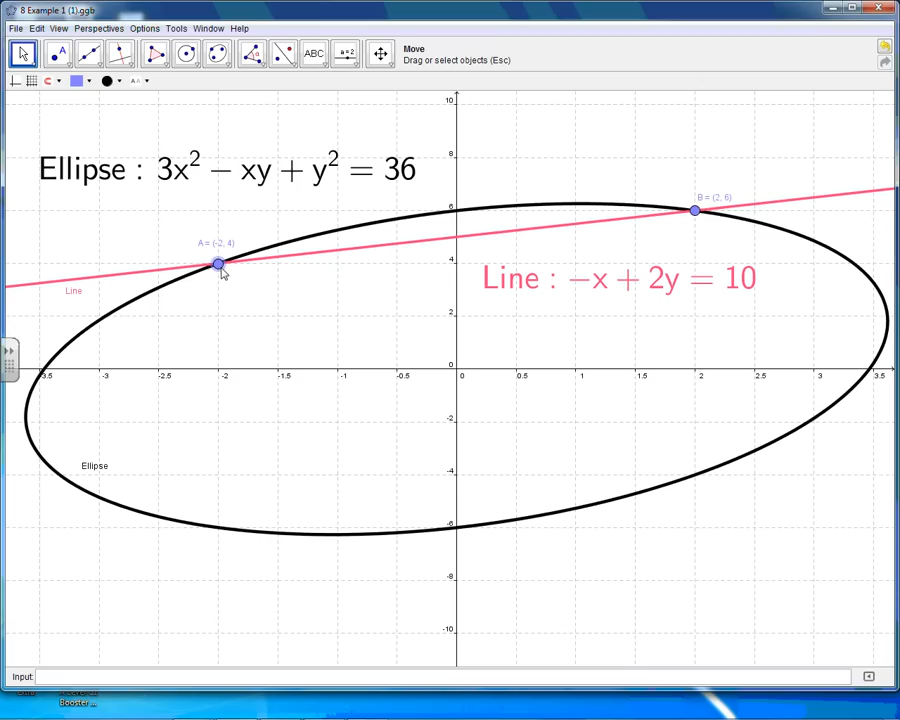 8 Example 1 (1).ggb
File Edit View Perspectives Options Tools Window Help
A
ABC
a=2
Move
Drag or select objects (Esc)
A A
Ellipse : 3x² − xy + y² = 36
Line : −x + 2y = 10
A = (-2, 4)
B = (2, 6)
Line
Ellipse
10
8
6
4
2
0
-2
-4
-6
-8
-10
3.5 -3 -2.5 -2 -1.5 -1 -0.5 0 0.5 1 1.5 2 2.5 3 3.5
Input:
Booster ...